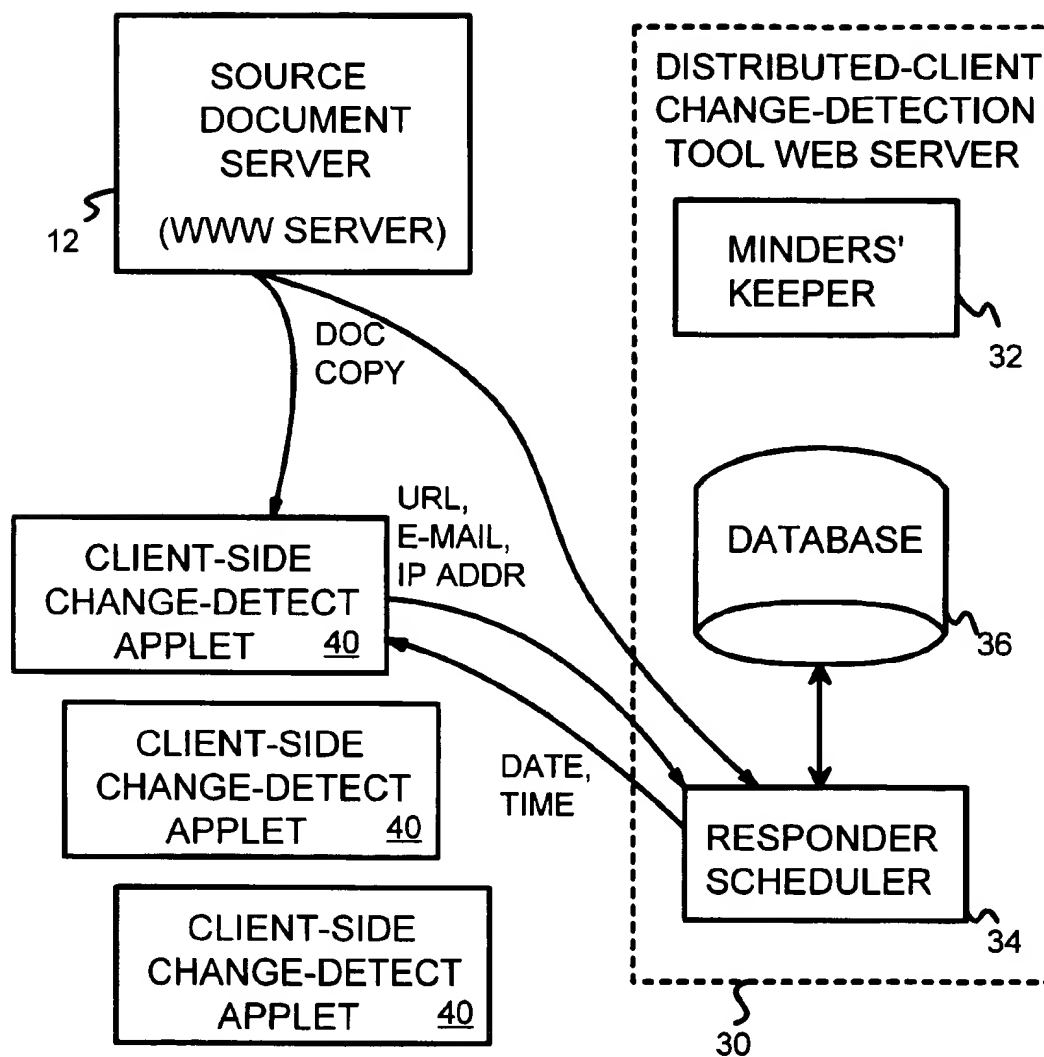 SOURCE
DOCUMENT
SERVER
(WWW SERVER)
12
DISTRIBUTED-CLIENT
CHANGE-DETECTION
TOOL WEB SERVER
MINDERS'
KEEPER
32
DOC
COPY
URL,
E-MAIL,
IP ADDR
DATABASE
36
CLIENT-SIDE
CHANGE-DETECT
APPLET 40
CLIENT-SIDE
CHANGE-DETECT
APPLET 40
DATE,
TIME
RESPONDER
SCHEDULER
34
CLIENT-SIDE
CHANGE-DETECT
APPLET 40
30